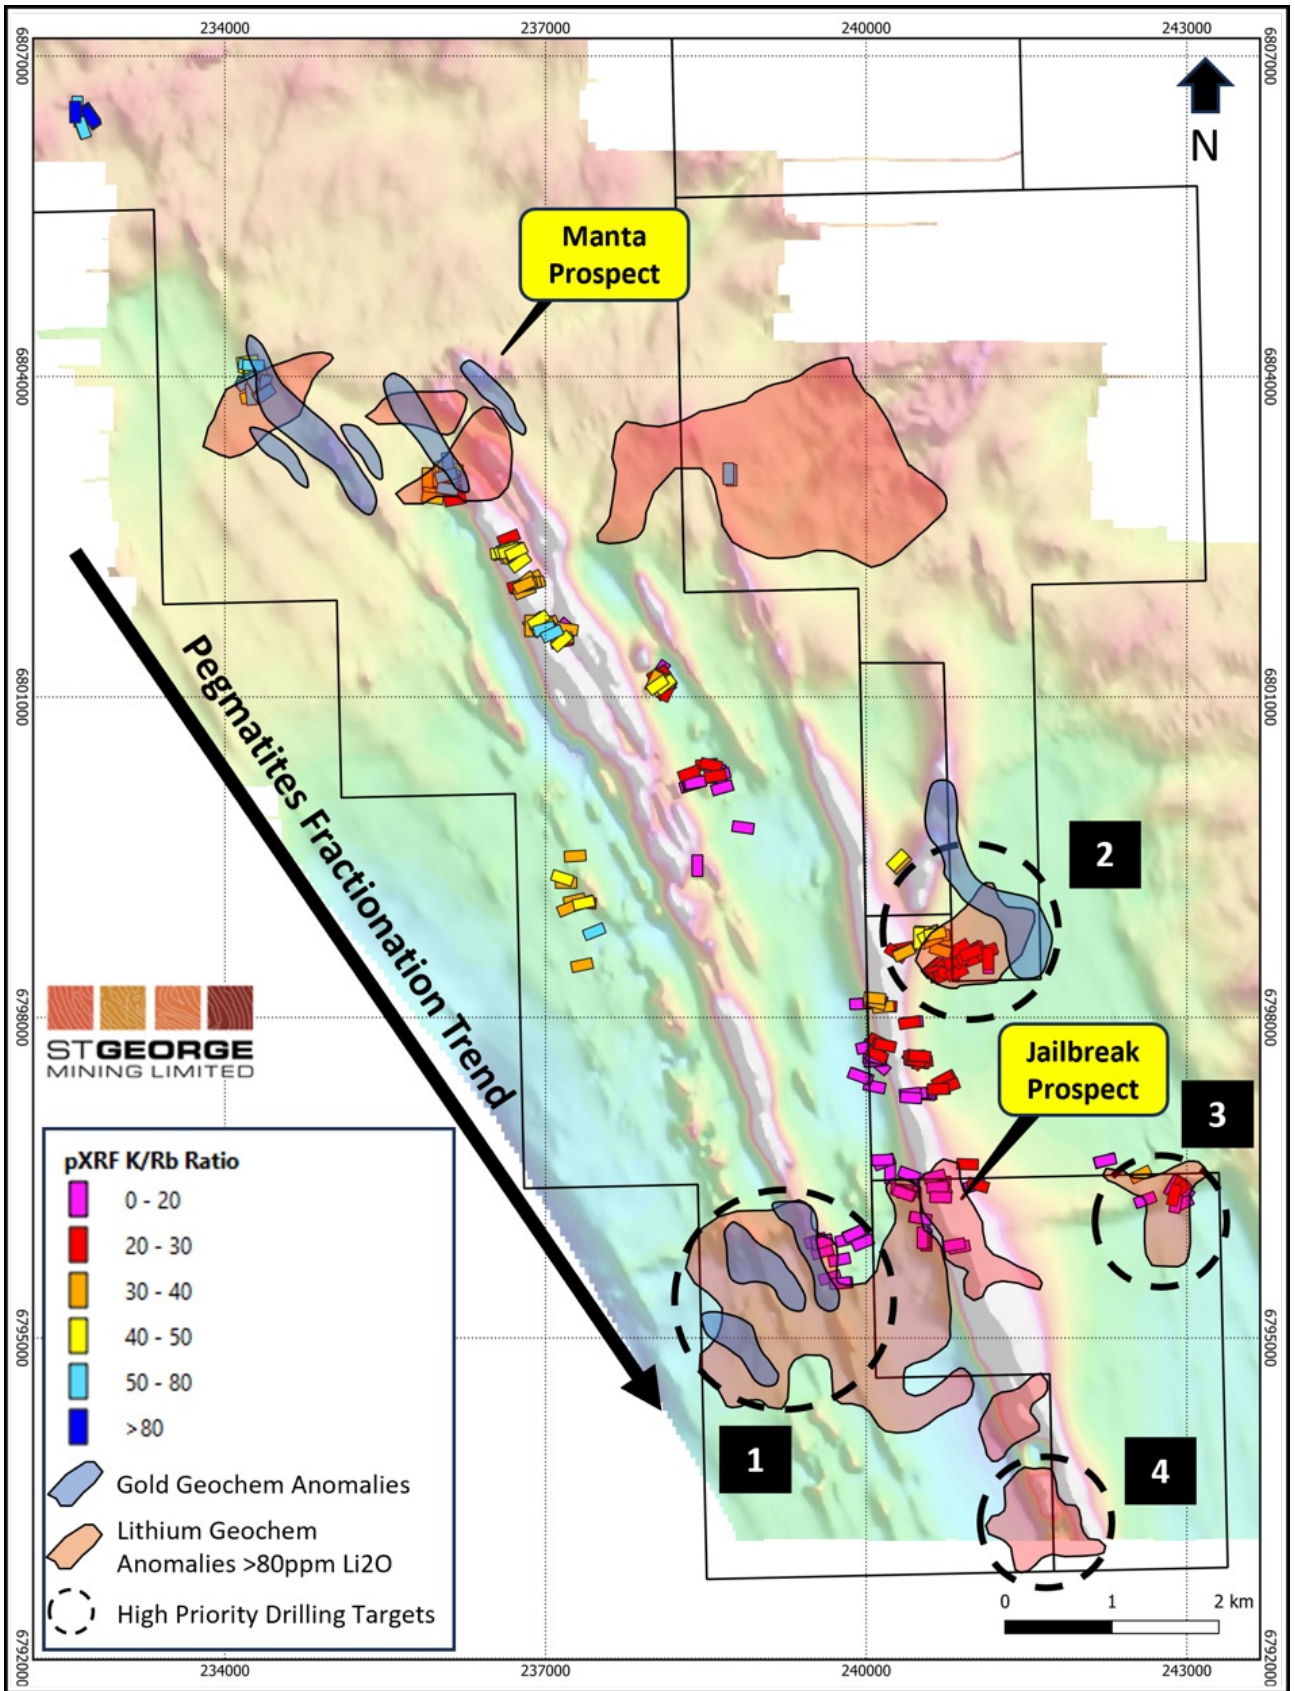 234000
237000
240000
243000
6807000
6807000
N
Manta
Prospect
6804000
6804000
Pegmatites Fractionation Trend
6801000
6801000
2
6798000
6798000
STGEORGE
MINING LIMITED
Jailbreak
Prospect
3
pXRF K/Rb Ratio
0 - 20
20 - 30
30 - 40
40 - 50
50 - 80
>80
Gold Geochem Anomalies
Lithium Geochem
Anomalies >80ppm Li2O
High Priority Drilling Targets
6795000
6795000
1
4
0
1
2 km
6792000
6792000
234000
237000
240000
243000